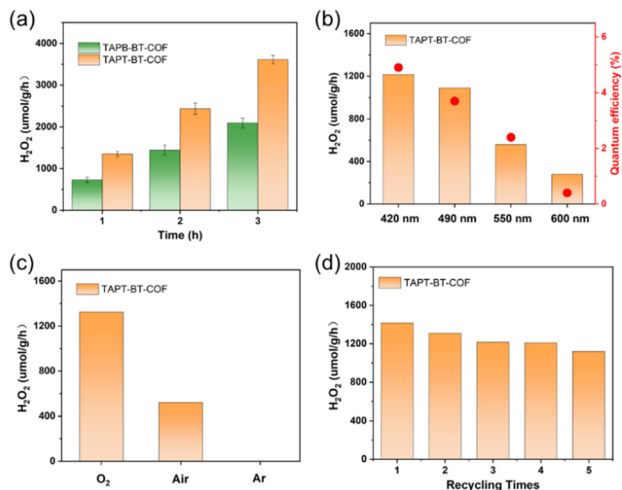 (a)
TAPB-BT-COF
TAPT-BT-COF
H₂O₂ (umol/g/h)
4000
3000
2000
1000
0
1 2 3
Time (h)
(b)
TAPT-BT-COF
H₂O₂ (umol/g/h)
1600
1200
800
400
0
420 nm 490 nm 550 nm 600 nm
6
4
2
0
Quantum efficiency (%)
(c)
TAPT-BT-COF
H₂O₂ (umol/g/h)
1600
1200
800
400
0
O₂ Air Ar
(d)
TAPT-BT-COF
H₂O₂ (umol/g/h)
2000
1600
1200
800
400
0
1 2 3 4 5
Recycling Times